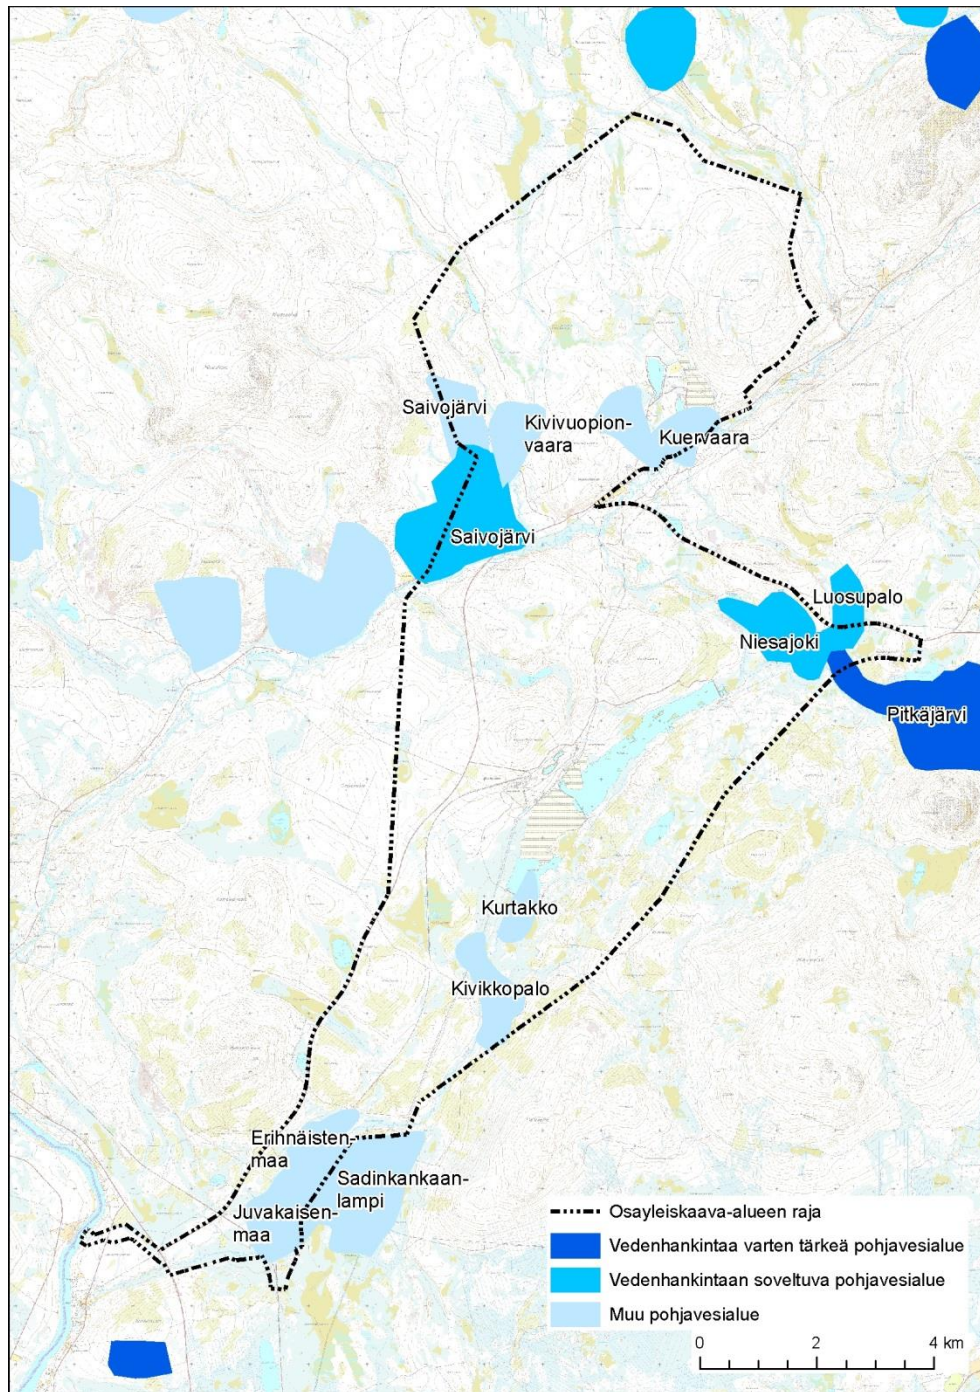 Saivojärvi
Kivivuopion-
vaara
Kuervaara
Saivojärvi
Luosupalo
Niesajoki
Pitkäjärvi
Kurtakko
Kivikkopalo
Erihnäisten-
maa
Sadinkankaan-
lampi
Juvakaisen-
maa
Osayleiskaava-alueen raja
Vedenhankintaa varten tärkeä pohjavesialue
Vedenhankintaan soveltuva pohjavesialue
Muu pohjavesialue
0 2 4 km